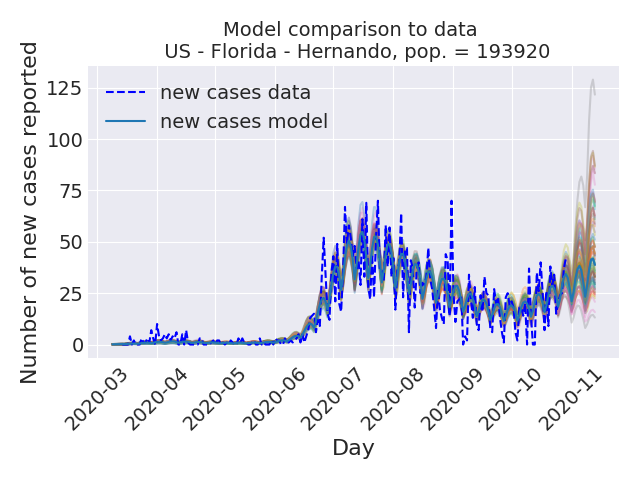 Model comparison to data
US - Florida - Hernando, pop. = 193920
Number of new cases reported
125
100
75
50
25
0
new cases data
new cases model
2020-03
2020-04
2020-05
2020-06
2020-07
2020-08
2020-09
2020-10
2020-11
Day